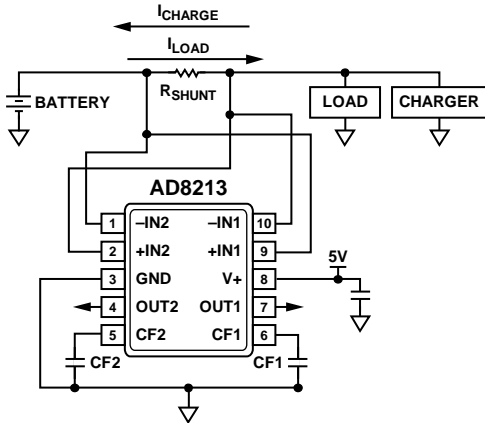 ICHARGE
ILOAD
RSHUNT
BATTERY
LOAD
CHARGER
AD8213
1 –IN2 –IN1 10
2 +IN2 +IN1 9
3 GND V+ 8
5V
4 OUT2 OUT1 7
5 CF2 CF1 6
CF2 CF1